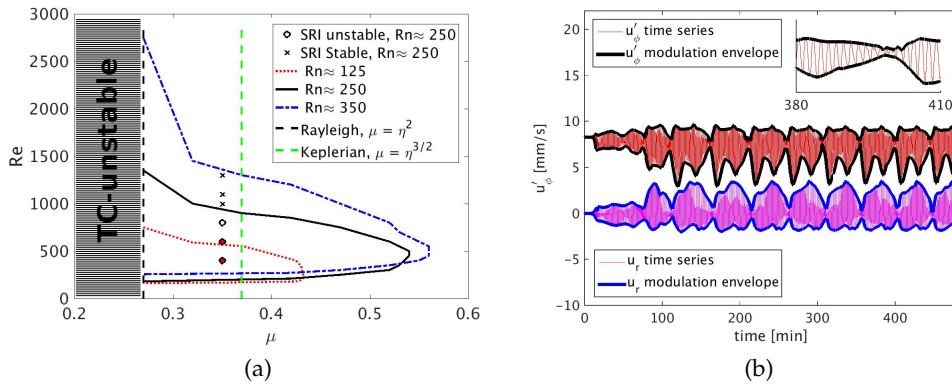 3000
2500
2000
1500
1000
500
0
Re
TC-unstable
SRI unstable, Rn≈ 250
SRI Stable, Rn≈ 250
Rn≈ 125
Rn≈ 250
Rn≈ 350
Rayleigh, μ = η²
Keplerian, μ = η^{3/2}
0.2 0.3 0.4 0.5 0.6
μ
(a)
20
15
10
5
0
-5
-10
u′_ϕ [mm/s]
u′_ϕ time series
u′_ϕ modulation envelope
380 410
u_r time series
u_r modulation envelope
0 100 200 300 400
time [min]
(b)